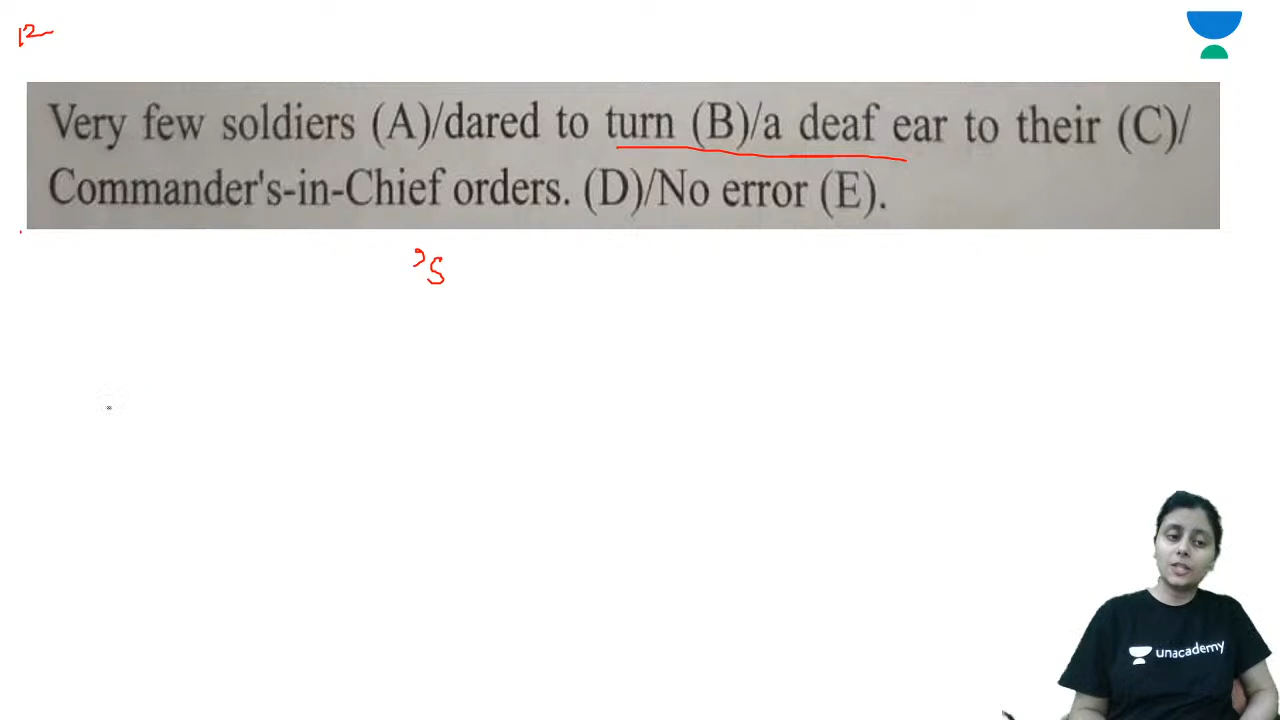 12
Very few soldiers (A)/dared to turn (B)/a deaf ear to their (C)/
Commander's-in-Chief orders. (D)/No error (E).
's
unacademy